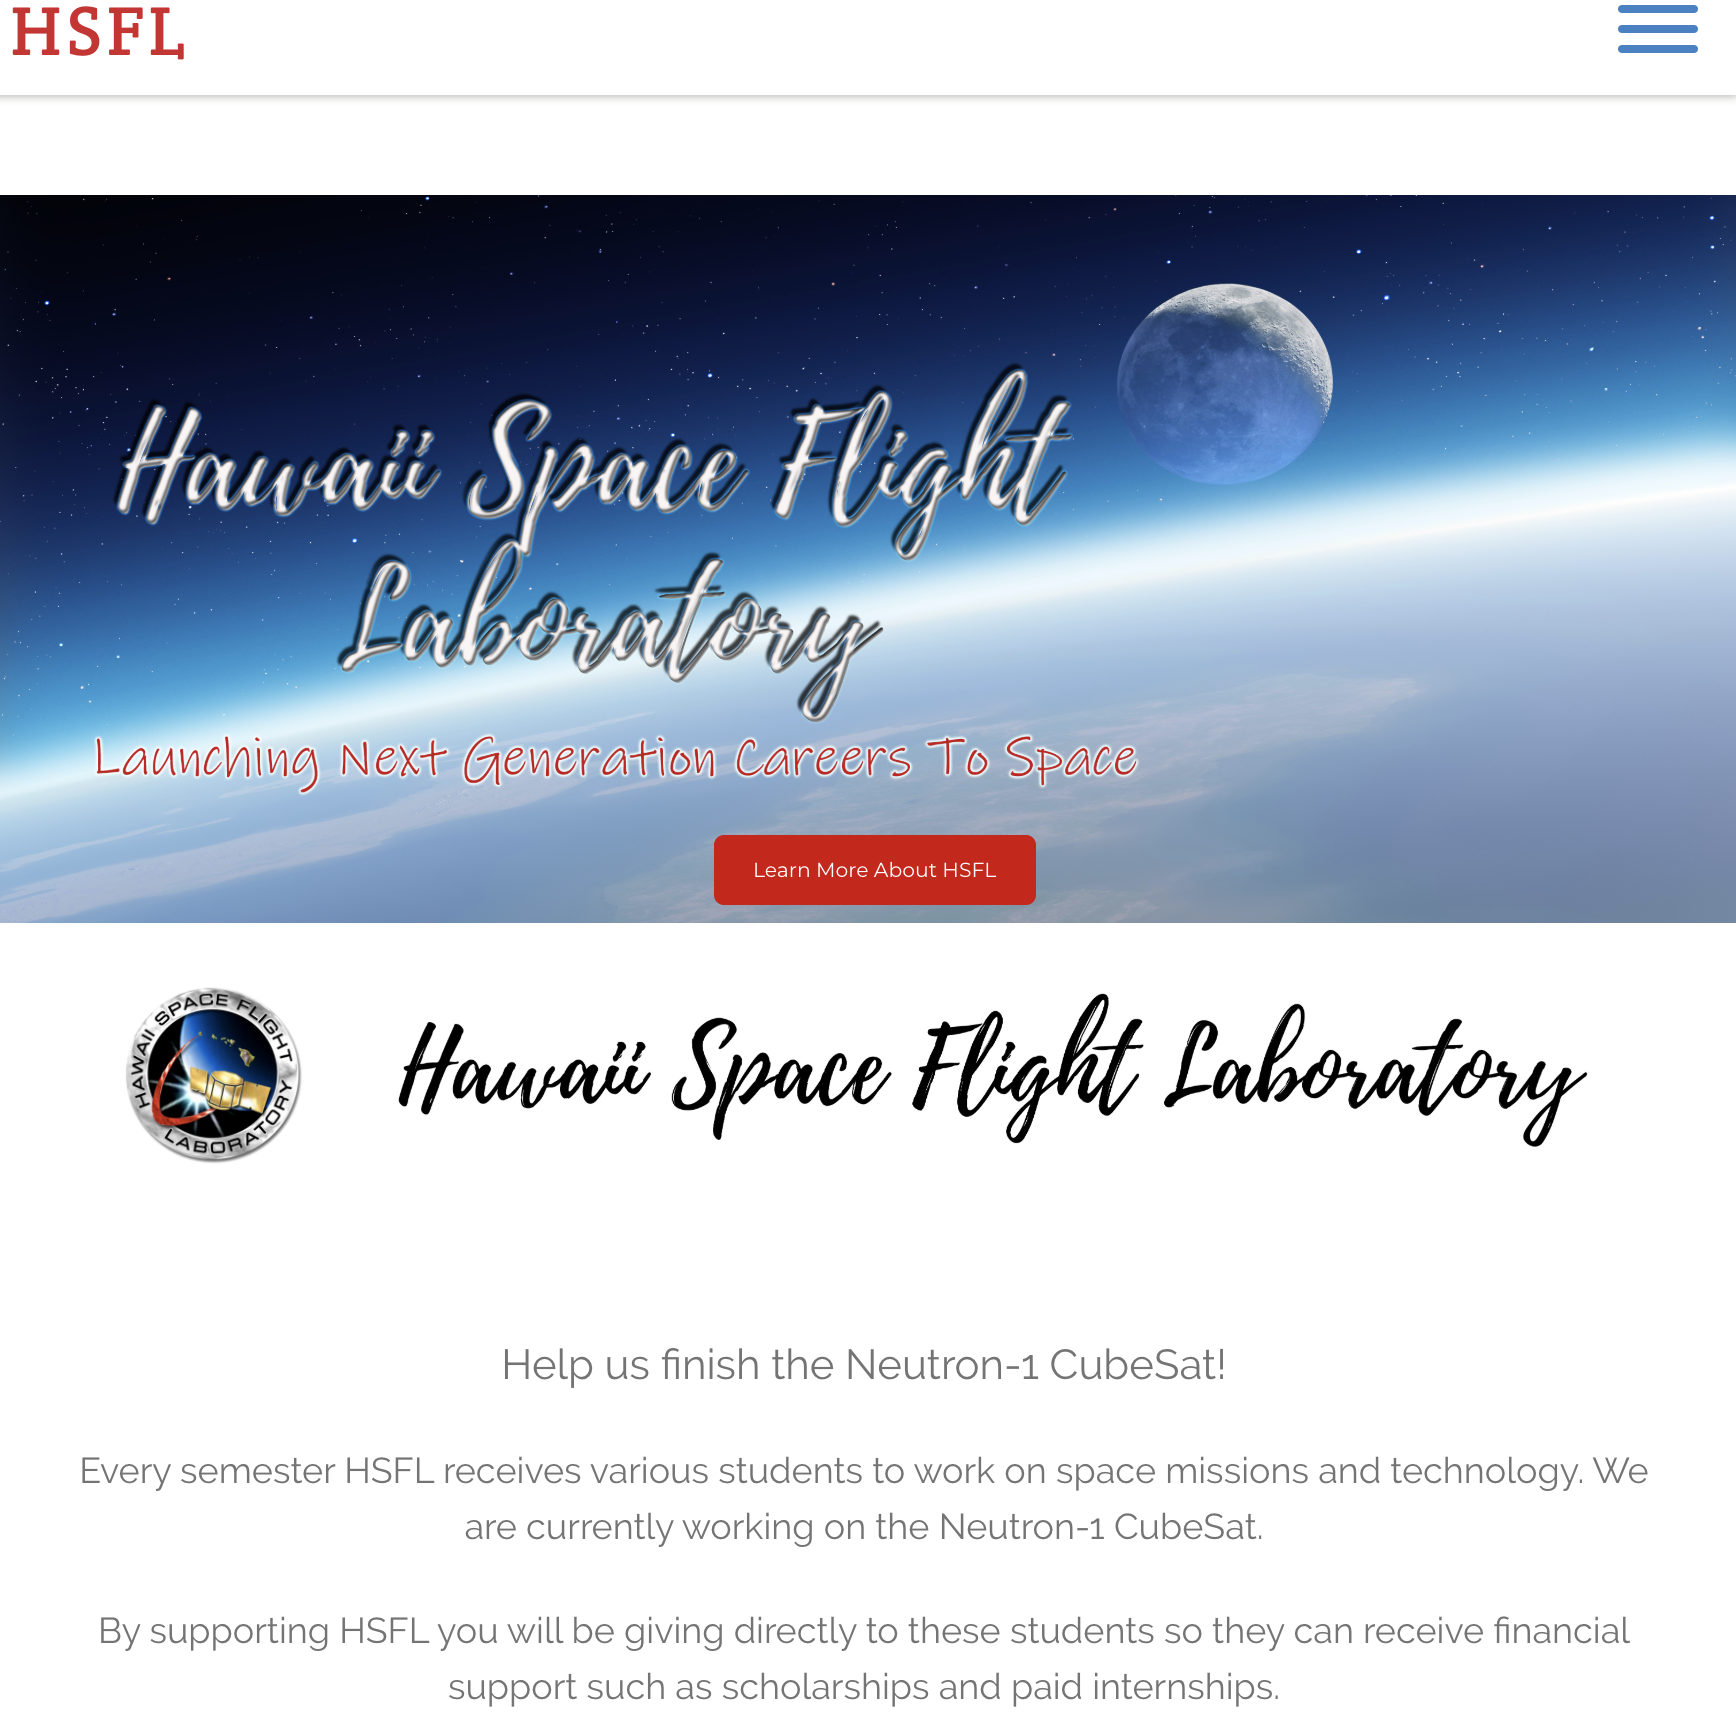 HSFL
Hawaii Space Flight
Laboratory
Launching Next Generation Careers To Space
Learn More About HSFL
HAWAII SPACE FLIGHT
LABORATORY
Hawaii Space Flight Laboratory
Help us finish the Neutron-1 CubeSat!
Every semester HSFL receives various students to work on space missions and technology. We
are currently working on the Neutron-1 CubeSat.
By supporting HSFL you will be giving directly to these students so they can receive financial
support such as scholarships and paid internships.